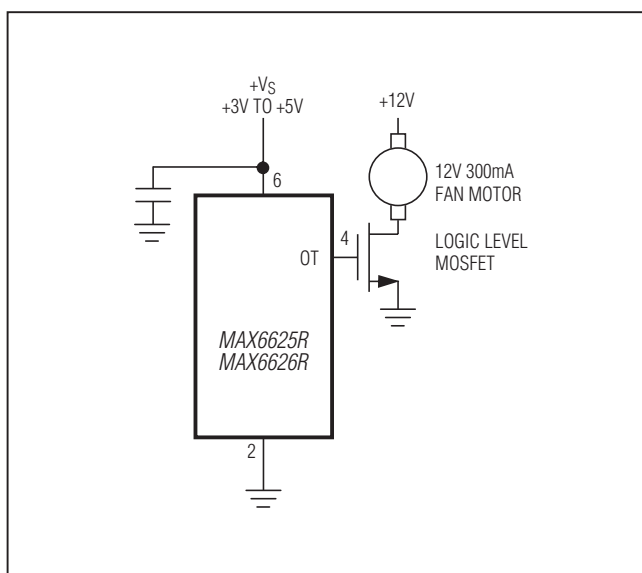 +VS
+3V TO +5V
+12V
6
12V 300mA
FAN MOTOR
4
OT
LOGIC LEVEL
MOSFET
MAX6625R
MAX6626R
2